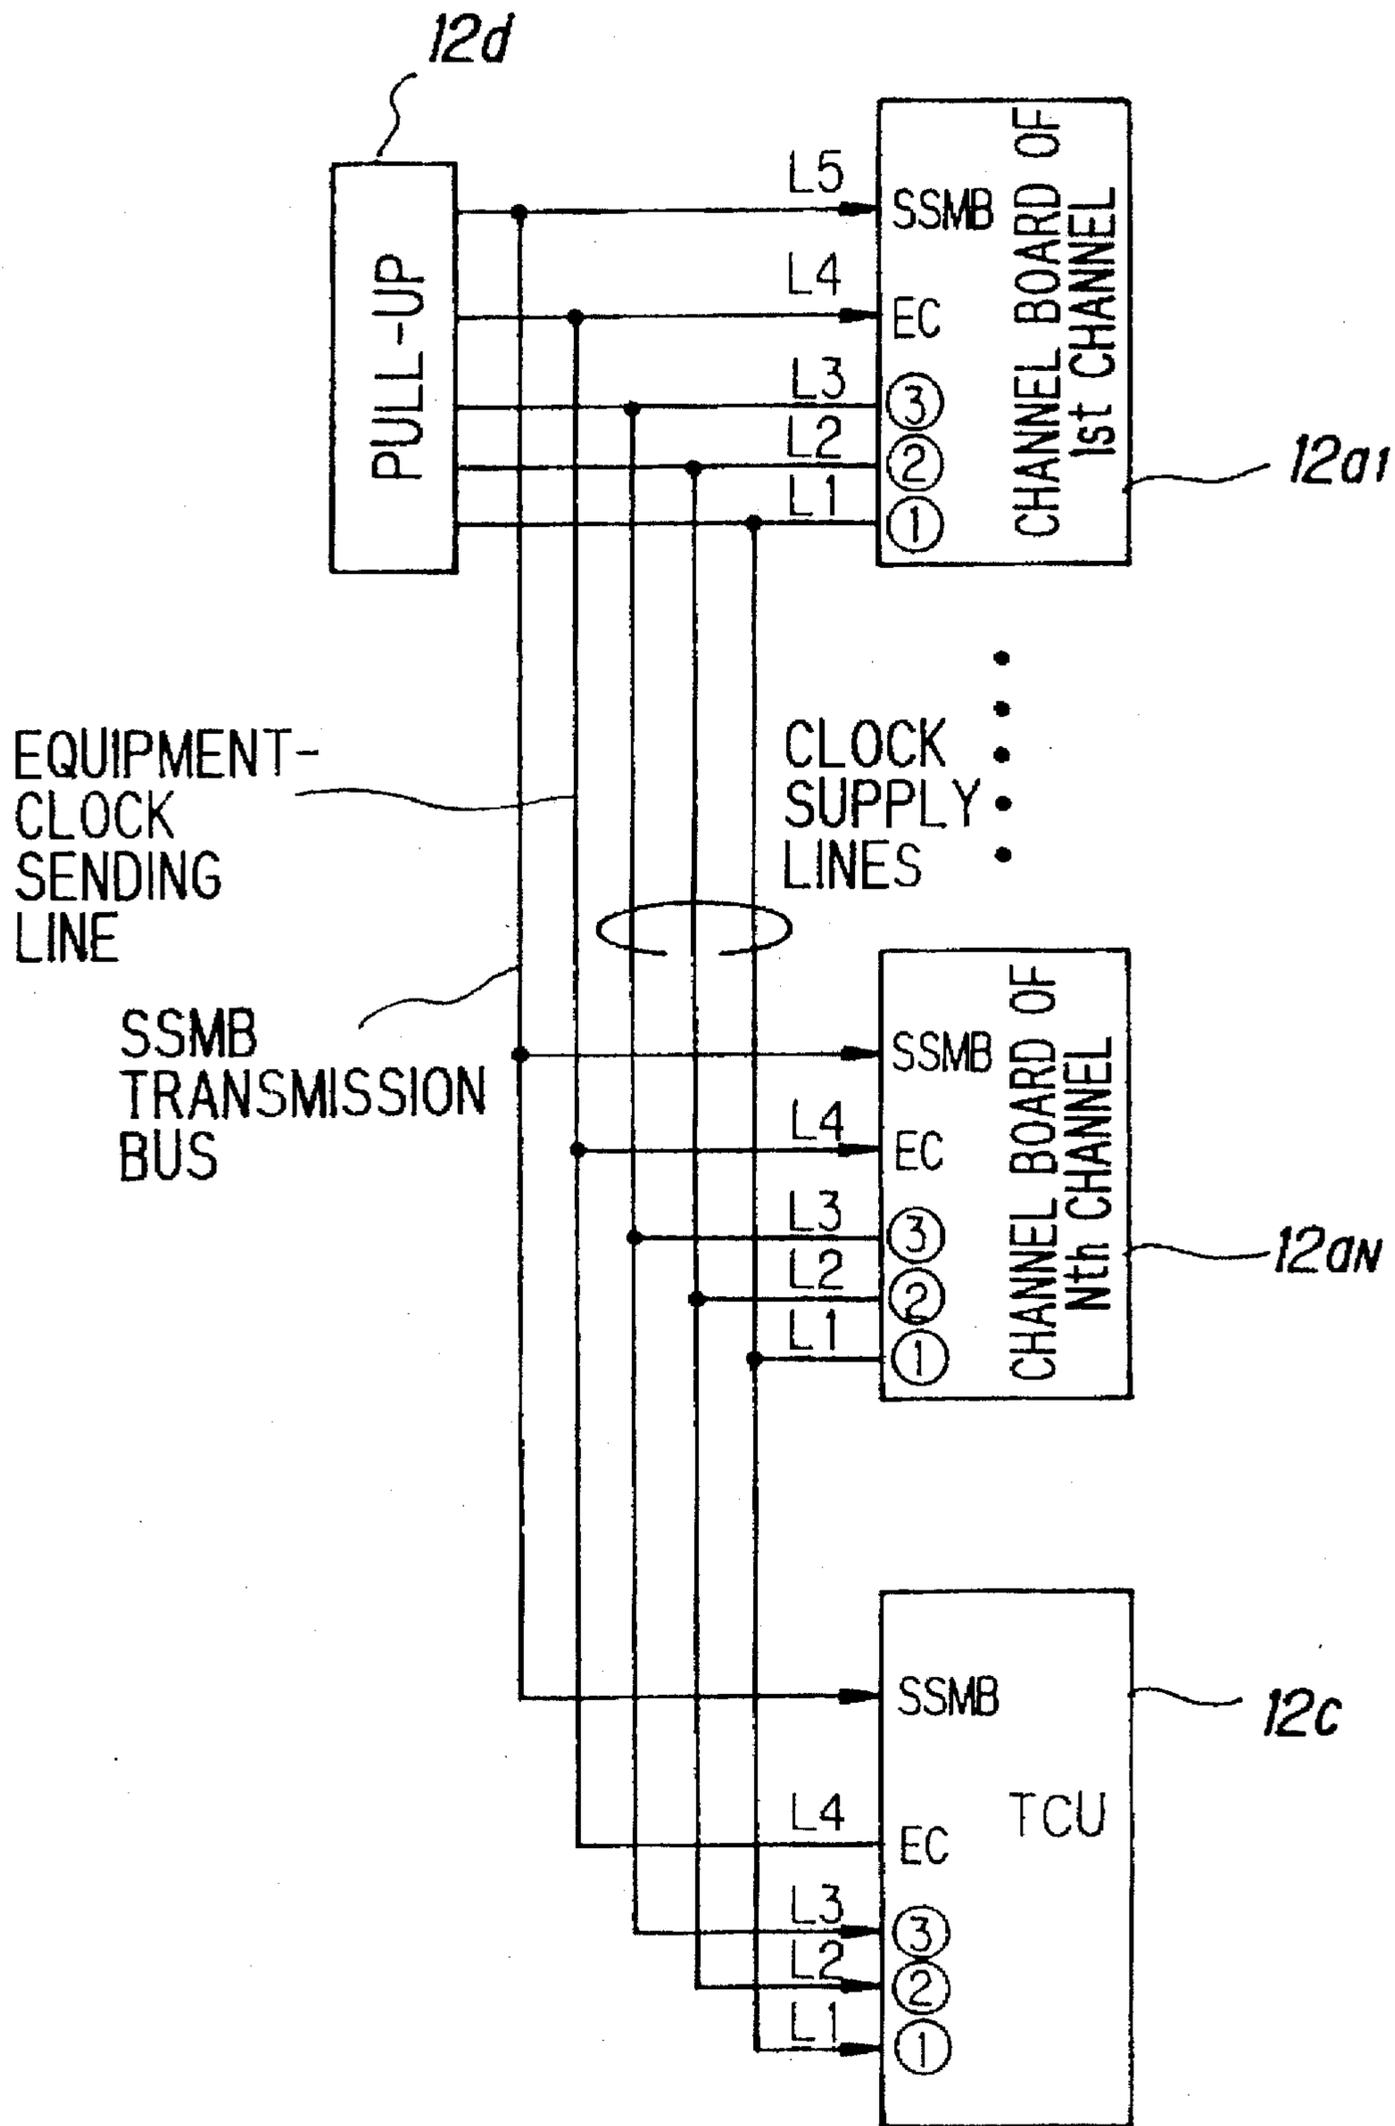 12d
PULL-UP
L5
L4
L3
L2
L1
SSMB
EC
3
2
1
CHANNEL BOARD OF
1st CHANNEL
12a1
EQUIPMENT-
CLOCK
SENDING
LINE
CLOCK
SUPPLY
LINES
SSMB
TRANSMISSION
BUS
L4
L3
L2
L1
SSMB
EC
3
2
1
CHANNEL BOARD OF
Nth CHANNEL
12aN
L4
L3
L2
L1
SSMB
EC
3
2
1
TCU
12c